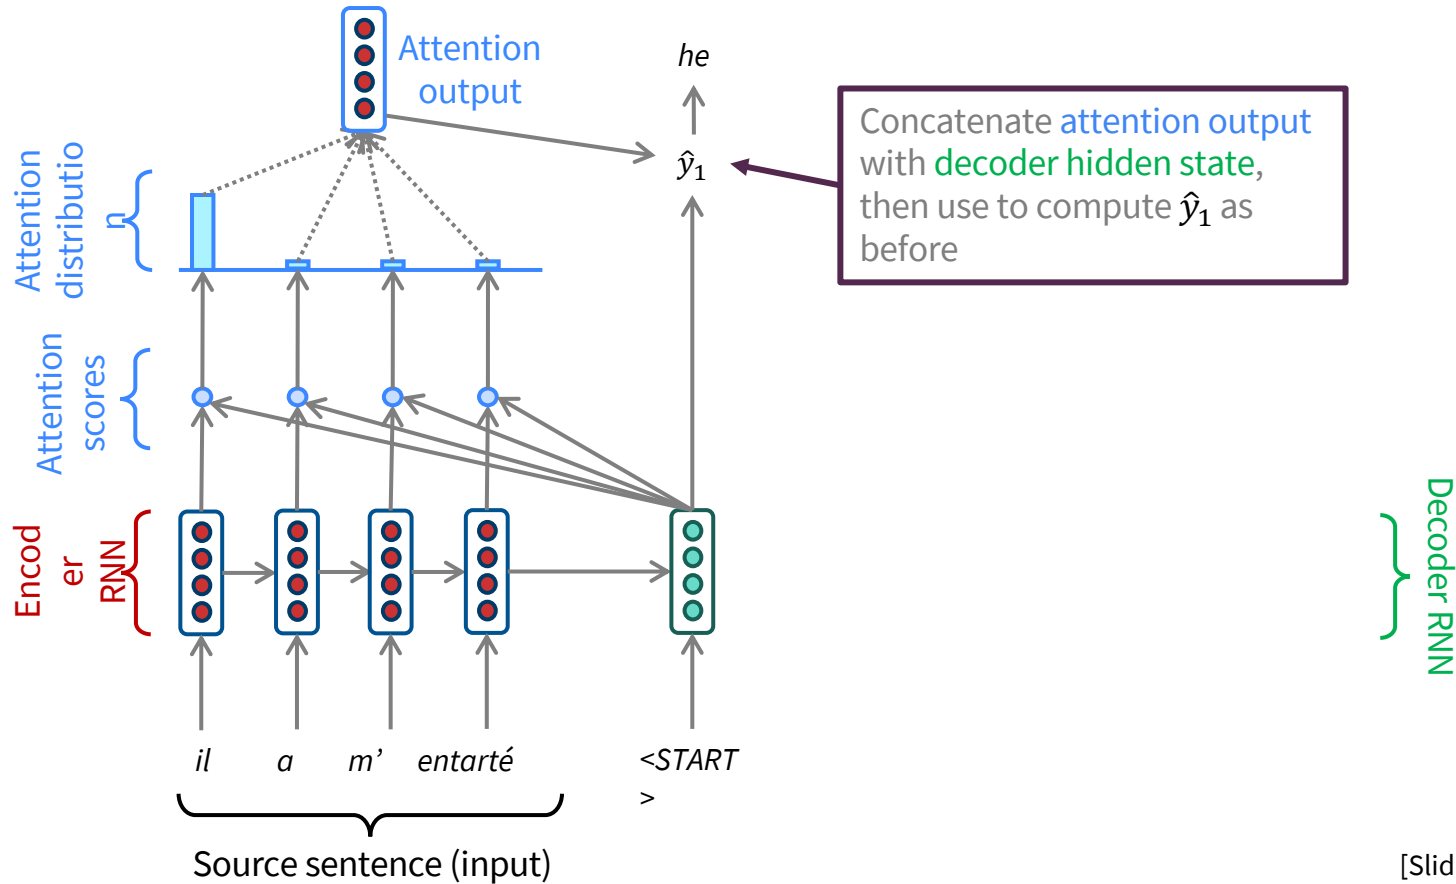 Attention
output
he
ŷ₁
Concatenate attention output
with decoder hidden state,
then use to compute ŷ₁ as
before
Attention
distributio
n
Attention
scores
Encod
er
RNN
Decoder RNN
il a m’ entarté <START
>
Source sentence (input)
[Slid